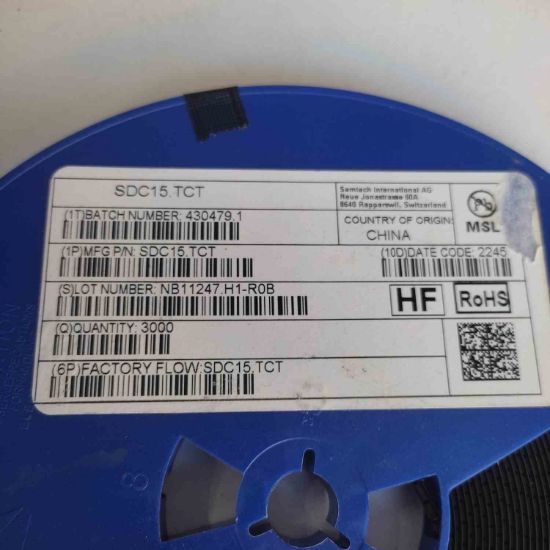 SDC15.TCT
Semtech International AG
Neue Jonastrasse 60A
8640 Rapperswil, Switzerland
(1T)BATCH NUMBER: 430479.1
COUNTRY OF ORIGIN:
CHINA
Pb
MSL
(1P)MFG P/N: SDC15.TCT
(10D)DATE CODE: 2245
(S)LOT NUMBER: NB11247.H1-R0B
HF
RoHS
(Q)QUANTITY: 3000
(6P)FACTORY FLOW:SDC15.TCT
8